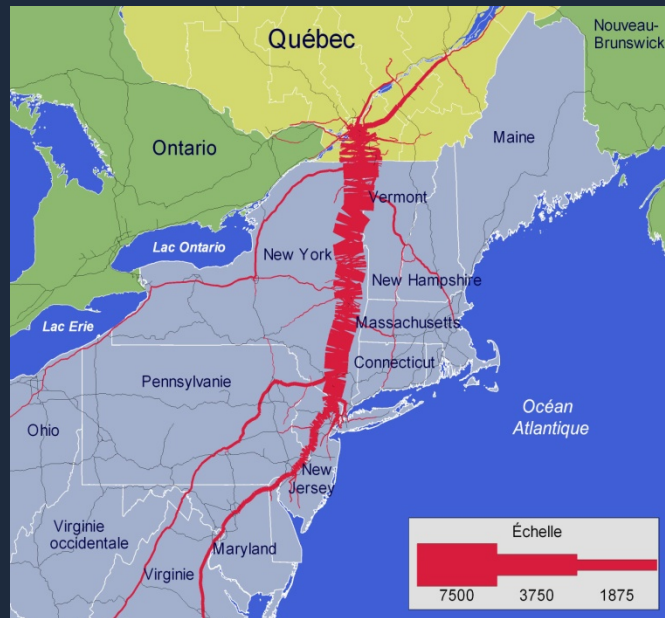 Québec
Nouveau-
Brunswick
Maine
Ontario
Vermont
Lac Ontario
New York
New Hampshire
Lac Erie
Massachusetts
Connecticut
Pennsylvanie
Océan
Atlantique
Ohio
New
Jersey
Virginie
occidentale
Maryland
Virginie
Échelle
7500 3750 1875